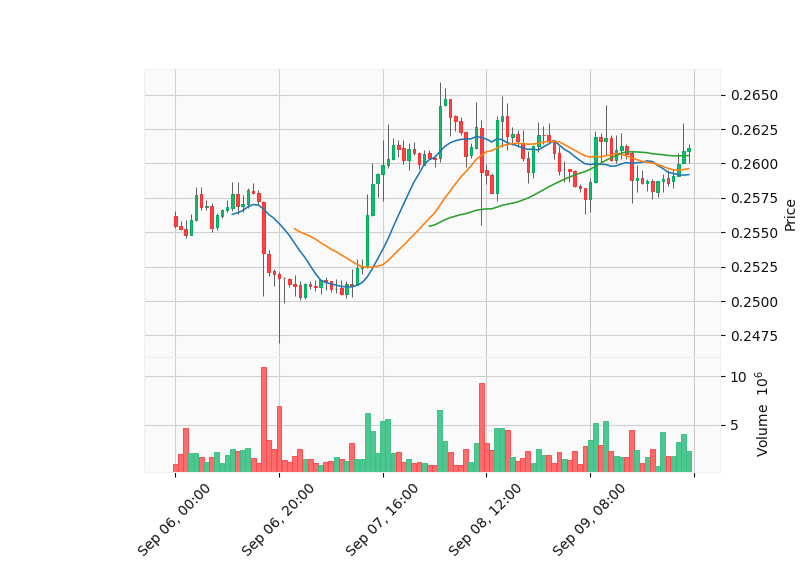 0.2650
0.2625
0.2600
0.2575
0.2550
0.2525
0.2500
0.2475
Price
10
5
Volume 10⁶
Sep 06, 00:00
Sep 06, 20:00
Sep 07, 16:00
Sep 08, 12:00
Sep 09, 08:00